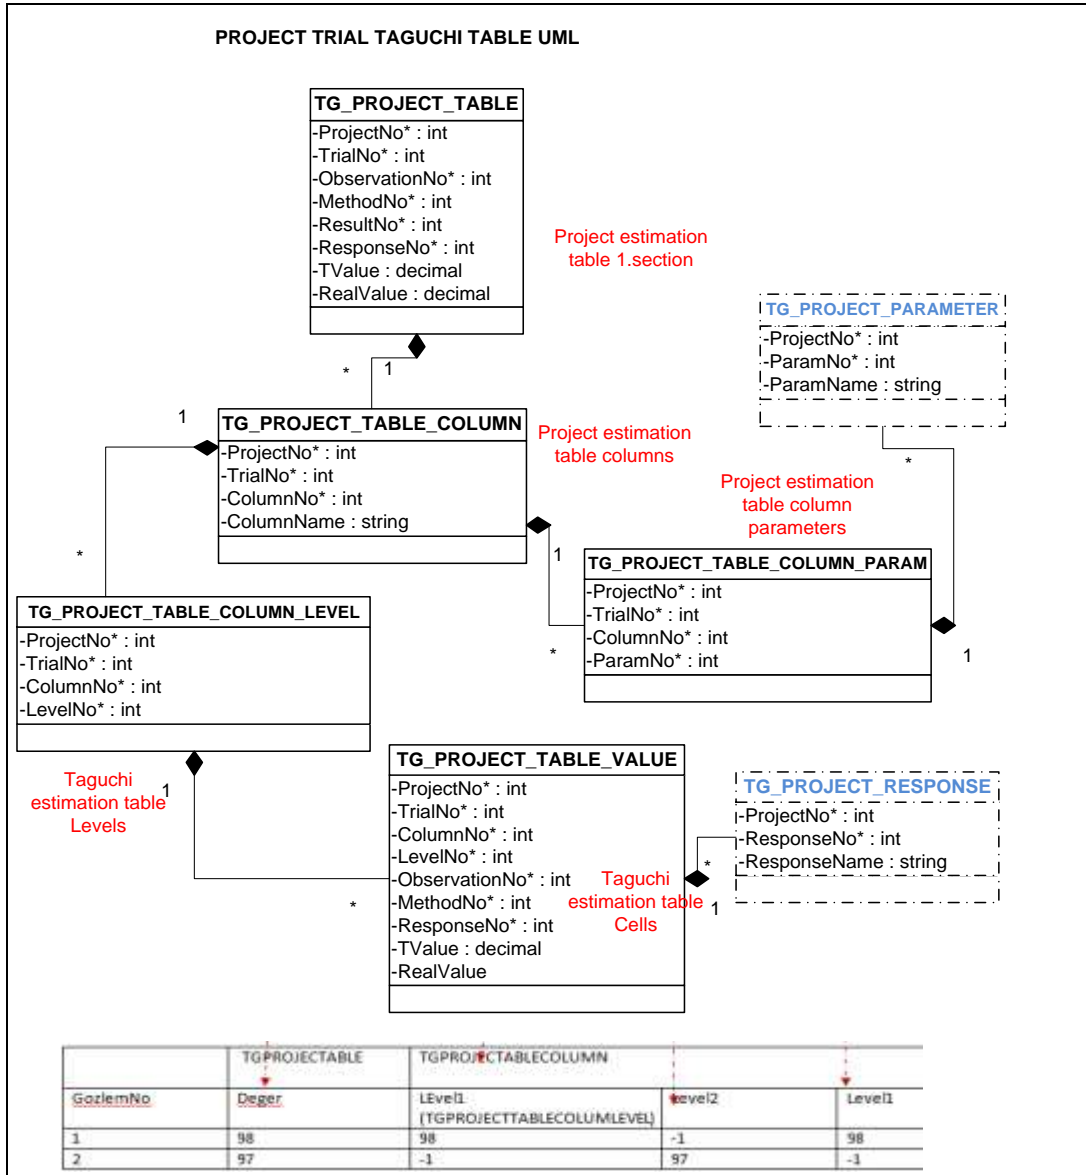 PROJECT TRIAL TAGUCHI TABLE UML
TG_PROJECT_TABLE
-ProjectNo* : int
-TrialNo* : int
-ObservationNo* : int
-MethodNo* : int
-ResultNo* : int
-ResponseNo* : int
-TValue : decimal
-RealValue : decimal
Project estimation
table 1.section
TG_PROJECT_PARAMETER
-ProjectNo* : int
-ParamNo* : int
-ParamName : string
*
1
1
TG_PROJECT_TABLE_COLUMN
-ProjectNo* : int
-TrialNo* : int
-ColumnNo* : int
-ColumnName : string
Project estimation
table columns
*
Project estimation
table column
parameters
*
1
TG_PROJECT_TABLE_COLUMN_PARAM
-ProjectNo* : int
-TrialNo* : int
-ColumnNo* : int
-ParamNo* : int
*
1
TG_PROJECT_TABLE_COLUMN_LEVEL
-ProjectNo* : int
-TrialNo* : int
-ColumnNo* : int
-LevelNo* : int
Taguchi
estimation table
Levels
1
*
TG_PROJECT_TABLE_VALUE
-ProjectNo* : int
-TrialNo* : int
-ColumnNo* : int
-LevelNo* : int
-ObservationNo* : int
-MethodNo* : int
-ResponseNo* : int
-TValue : decimal
-RealValue
Taguchi
estimation table
Cells
*
1
TG_PROJECT_RESPONSE
-ProjectNo* : int
-ResponseNo* : int
-ResponseName : string
TGPROJECTABLE TGPROJECTABLECOLUMN
GozlemNo Deger LEvel1 Level2 Level1
(TGPROJECTTABLECOLUMLEVEL)
1 98 98 -1 98
2 97 -1 97 -1